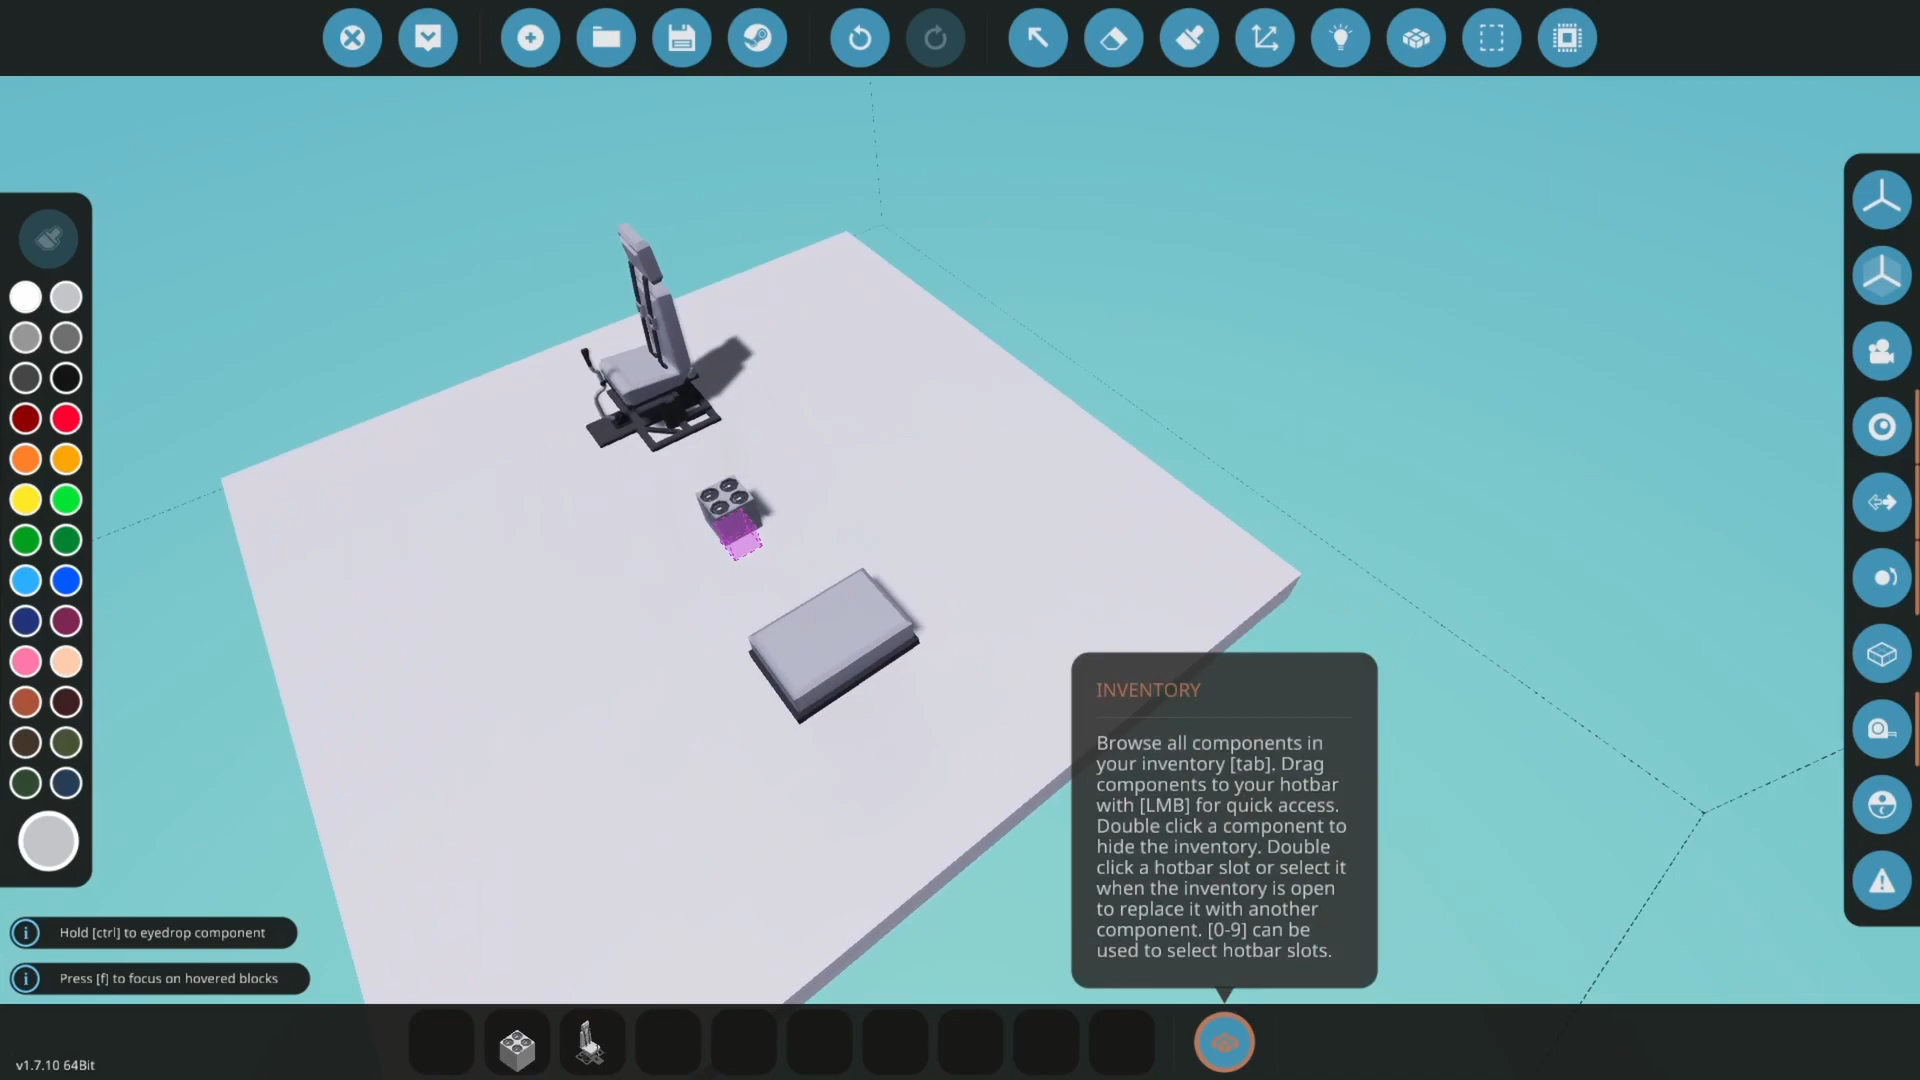 INVENTORY
Browse all components in
your inventory [tab]. Drag
components to your hotbar
with [LMB] for quick access.
Double click a component to
hide the inventory. Double
click a hotbar slot or select it
when the inventory is open
to replace it with another
component. [0-9] can be
used to select hotbar slots.
Hold [ctrl] to eyedrop component
Press [f] to focus on hovered blocks
v1.7.10 64Bit